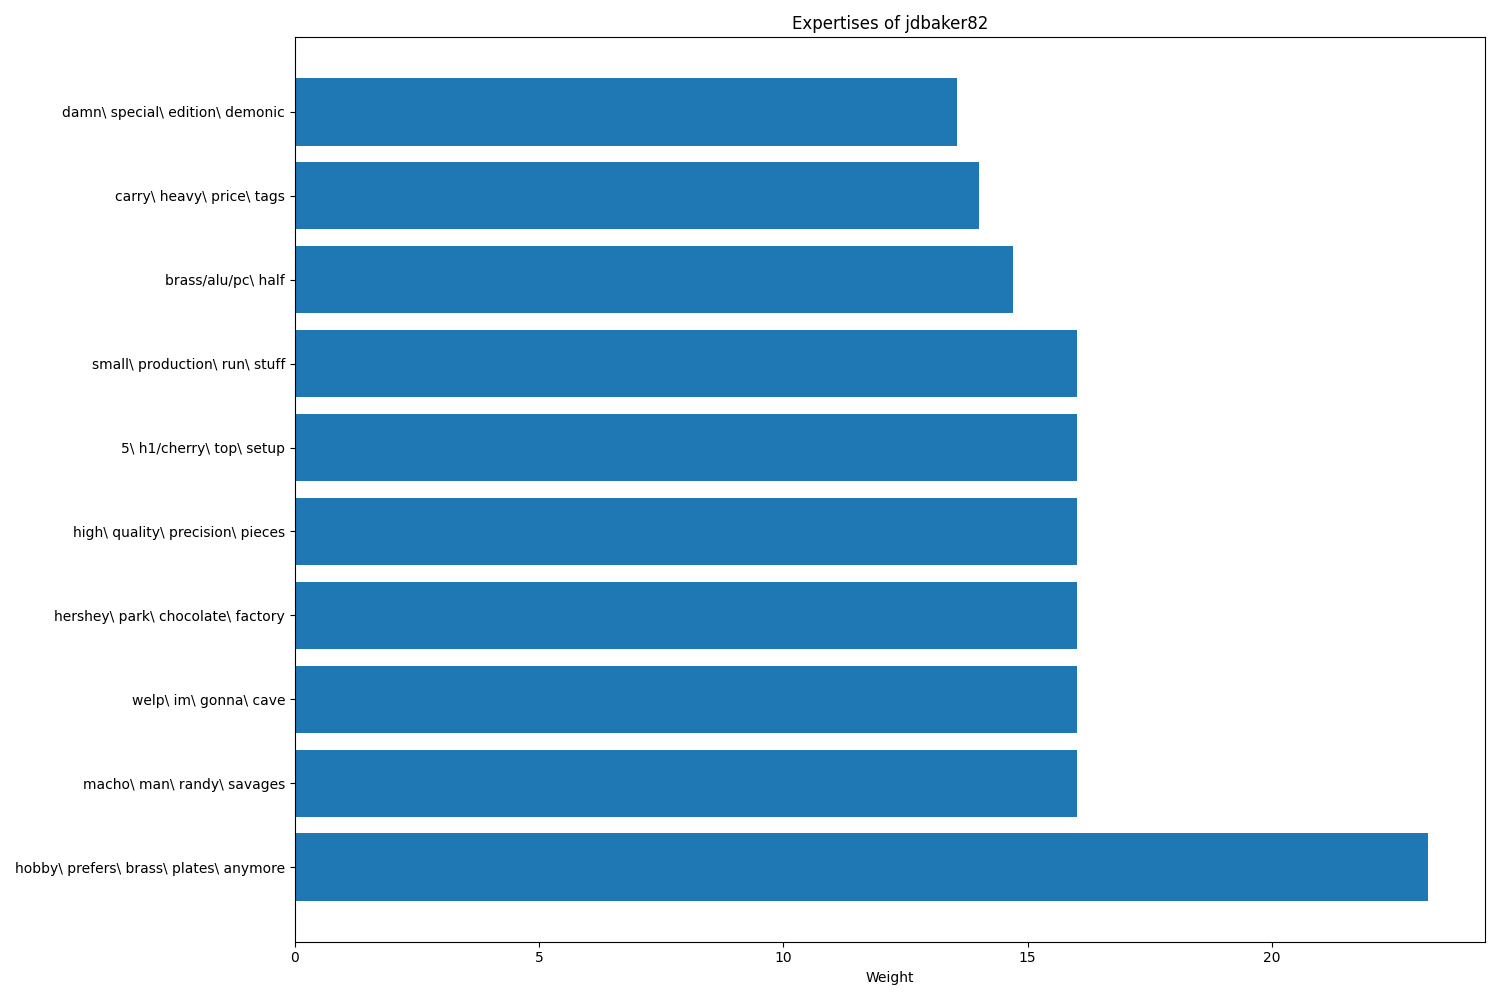 Expertises of jdbaker82
damn\ special\ edition\ demonic
carry\ heavy\ price\ tags
brass/alu/pc\ half
small\ production\ run\ stuff
5\ h1/cherry\ top\ setup
high\ quality\ precision\ pieces
hershey\ park\ chocolate\ factory
welp\ im\ gonna\ cave
macho\ man\ randy\ savages
hobby\ prefers\ brass\ plates\ anymore
0 5 10 15 20
Weight